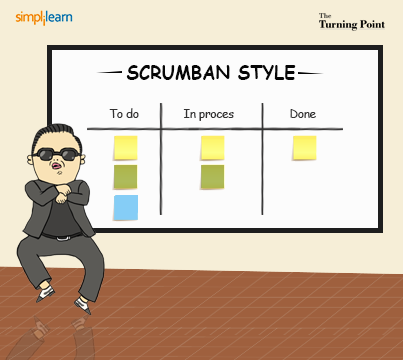 simplilearn
The
Turning Point
SCRUMBAN STYLE
To do
In proces
Done